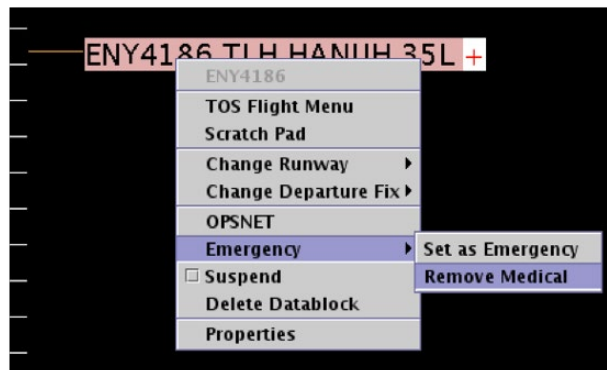 ENY4186 TLH HANUH 35L +
ENY4186
TOS Flight Menu
Scratch Pad
Change Runway
Change Departure Fix
OPSNET
Emergency
Set as Emergency
Suspend
Remove Medical
Delete Datablock
Properties